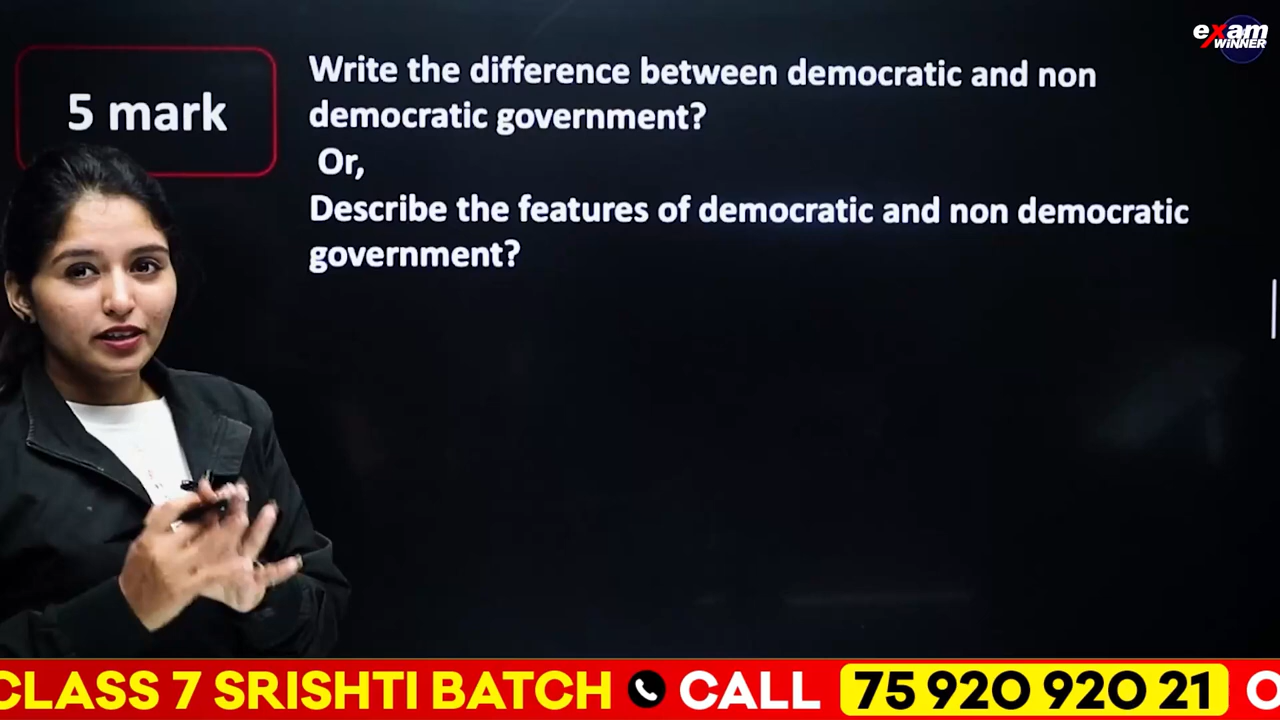 exam
WiNNER
5 mark
Write the difference between democratic and non
democratic government?
Or,
Describe the features of democratic and non democratic
government?
CLASS 7 SRISHTI BATCH CALL 75 920 920 21 O